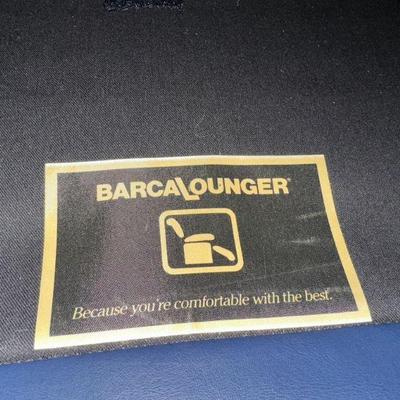 BARCALOUNGER®
Because you're comfortable with the best.